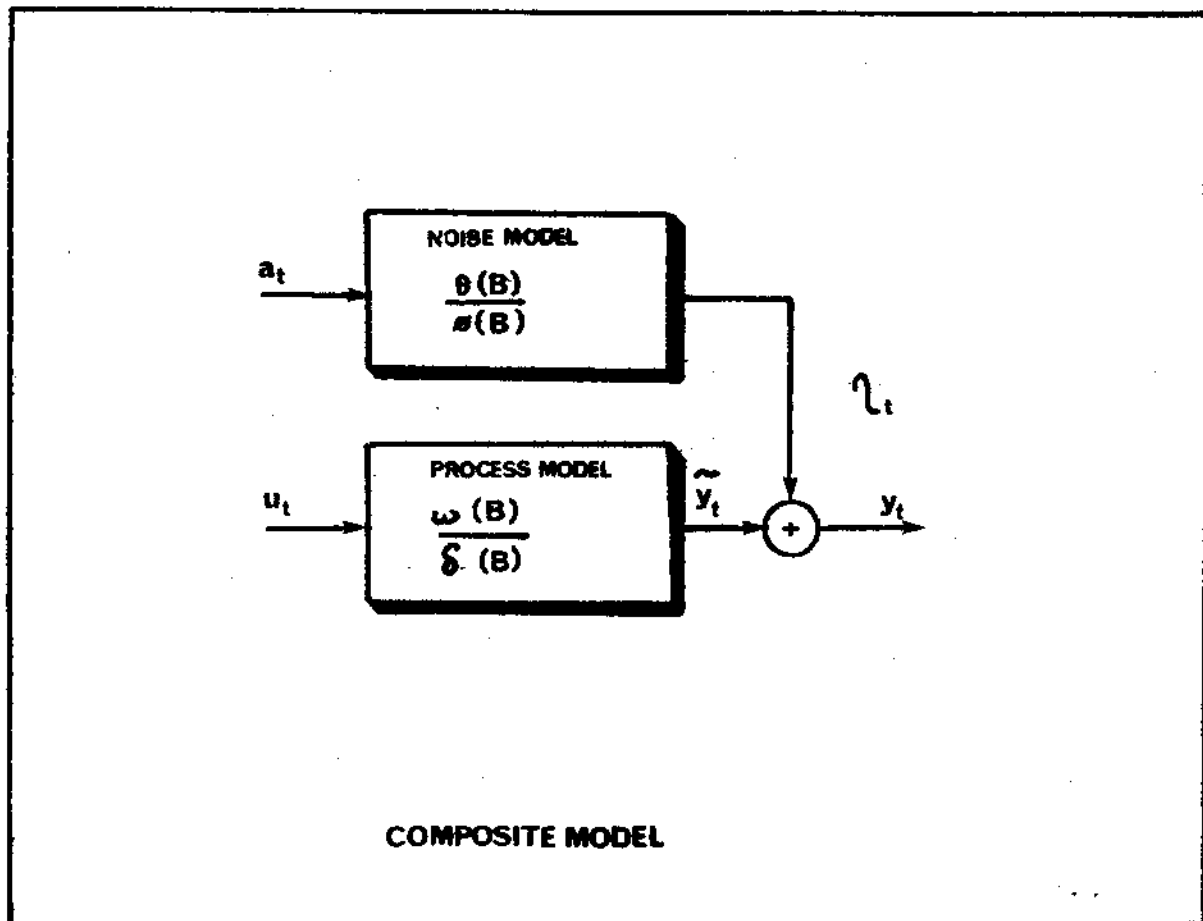 NOISE MODEL
a_t
θ(B)
ø(B)
η_t
PROCESS MODEL
u_t
ω (B)
δ (B)
ỹ_t
+
y_t
COMPOSITE MODEL